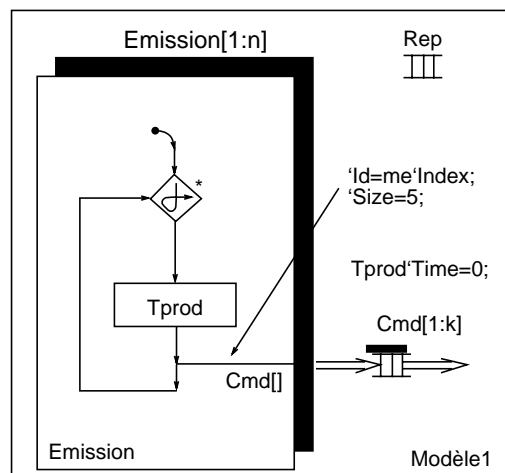 Emission[1:n]
Rep
*
‘Id=me‘Index;
‘Size=5;
Tprod‘Time=0;
Tprod
Cmd[1:k]
Cmd[]
Emission
Modèle1